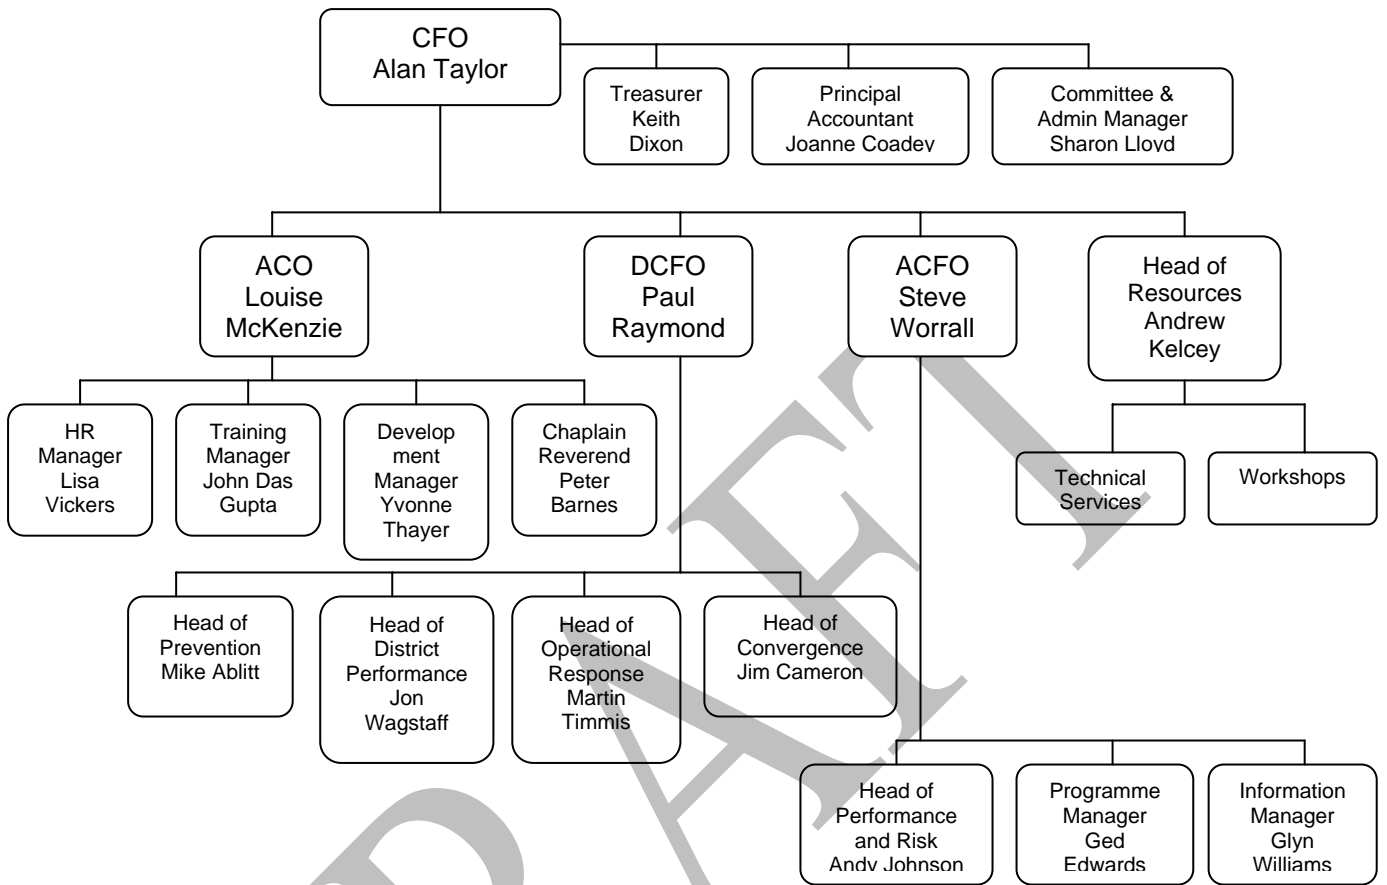 CFO
Alan Taylor
Treasurer
Keith
Dixon
Principal
Accountant
Joanne Coadey
Committee &
Admin Manager
Sharon Lloyd
ACO
Louise
McKenzie
DCFO
Paul
Raymond
ACFO
Steve
Worrall
Head of
Resources
Andrew
Kelcey
HR
Manager
Lisa
Vickers
Training
Manager
John Das
Gupta
Develop
ment
Manager
Yvonne
Thayer
Chaplain
Reverend
Peter
Barnes
Technical
Services
Workshops
Head of
Prevention
Mike Ablitt
Head of
District
Performance
Jon
Wagstaff
Head of
Operational
Response
Martin
Timmis
Head of
Convergence
Jim Cameron
Head of
Performance
and Risk
Andy Johnson
Programme
Manager
Ged
Edwards
Information
Manager
Glyn
Williams
DRAFT